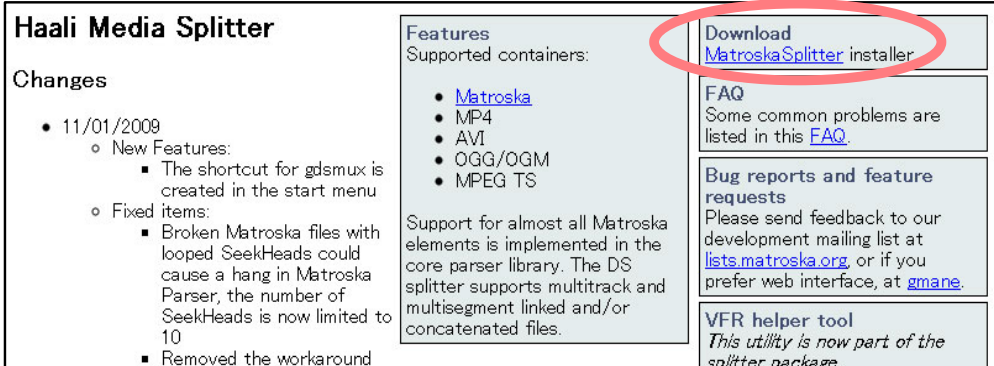 Haali Media Splitter
Changes
• 11/01/2009
◦ New Features:
▪ The shortcut for gdsmux is
created in the start menu
◦ Fixed items:
▪ Broken Matroska files with
looped SeekHeads could
cause a hang in Matroska
Parser, the number of
SeekHeads is now limited to
10
▪ Removed the workaround
Features
Supported containers:
• Matroska
• MP4
• AVI
• OGG/OGM
• MPEG TS
Support for almost all Matroska
elements is implemented in the
core parser library. The DS
splitter supports multitrack and
multisegment linked and/or
concatenated files.
Download
MatroskaSplitter installer
FAQ
Some common problems are
listed in this FAQ.
Bug reports and feature
requests
Please send feedback to our
development mailing list at
lists.matroska.org, or if you
prefer web interface, at gmane.
VFR helper tool
This utility is now part of the
splitter package